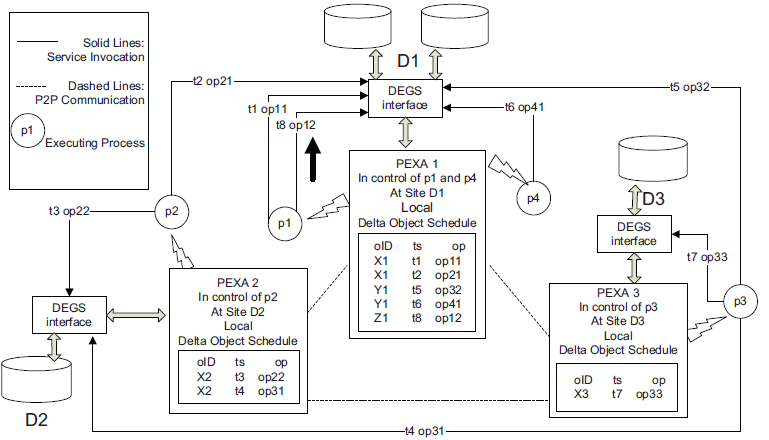 Solid Lines:
Service Invocation
Dashed Lines:
P2P Communication
p1
Executing Process
D1
DEGS
interface
t2 op21
t1 op11
t8 op12
t5 op32
t6 op41
PEXA 1
In control of p1 and p4
At Site D1
Local
Delta Object Schedule
oID ts op
X1 t1 op11
X1 t2 op21
Y1 t5 op32
Y1 t6 op41
Z1 t8 op12
p1
p4
D3
DEGS
interface
t7 op33
p3
t3 op22
p2
PEXA 2
In control of p2
At Site D2
Local
Delta Object Schedule
oID ts op
X2 t3 op22
X2 t4 op31
DEGS
interface
D2
PEXA 3
In control of p3
At Site D3
Local
Delta Object Schedule
oID ts op
X3 t7 op33
t4 op31